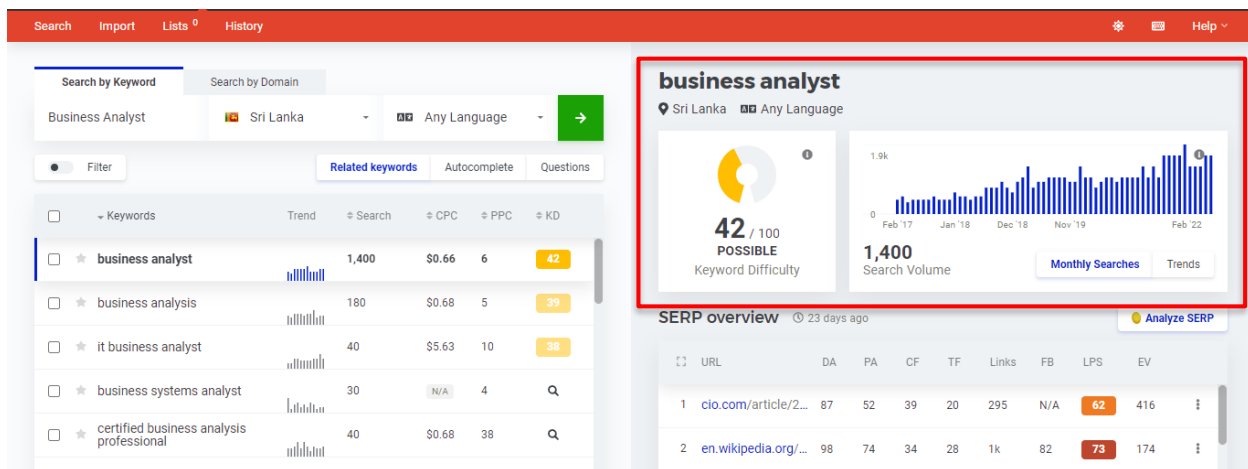 Search Import Lists 0 History Help
Search by Keyword Search by Domain
Business Analyst Sri Lanka Any Language
Filter Related keywords Autocomplete Questions
Keywords Trend Search CPC PPC KD
business analyst 1,400 $0.66 6 42
business analysis 180 $0.68 5 39
it business analyst 40 $5.63 10 38
business systems analyst 30 N/A 4
certified business analysis
professional 40 $0.68 38
business analyst
Sri Lanka Any Language
42 / 100
POSSIBLE
Keyword Difficulty
1.9k
0
Feb '17 Jan '18 Dec '18 Nov '19 Feb '22
1,400
Search Volume
Monthly Searches Trends
SERP overview 23 days ago Analyze SERP
URL DA PA CF TF Links FB LPS EV
1 cio.com/article/2... 87 52 39 20 295 N/A 62 416
2 en.wikipedia.org/... 98 74 34 28 1k 82 73 174